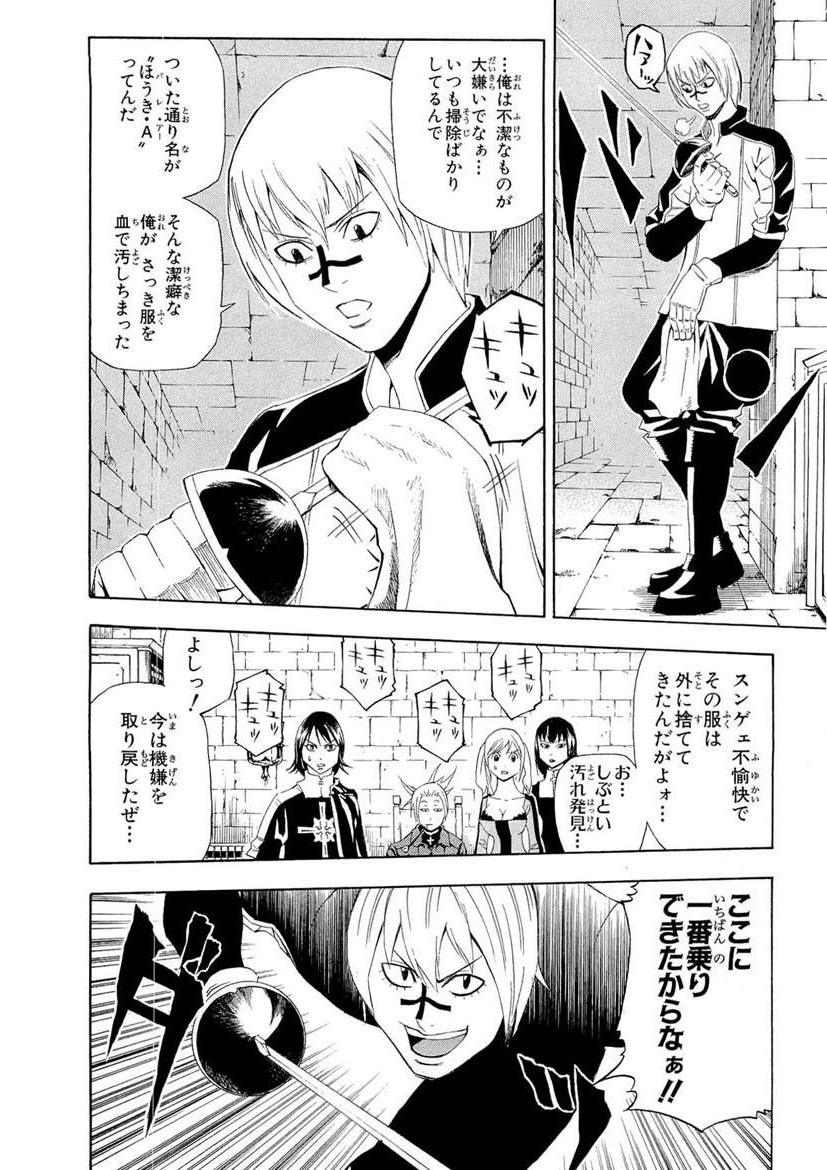 ハァーッ
…俺は不潔なものが
大嫌いでなぁ…
いつも掃除ばかり
してるんで
ついた通り名が
“ほうき・A”
ってんだ
そんな潔癖な
俺が さっき服を
血で汚しちまった
キュッ
キュッ
スンゲェ不愉快で
その服は
外に捨てて
きたんだがよォ…
お…
しぶとい
汚れ発見…
キュッ
キュッ
キュッ
キュッ
キュッ
キュッ
よしっ!
今は機嫌を
取り戻したぜ…
ここに
一番乗り
できたからなぁ!!
ダッ